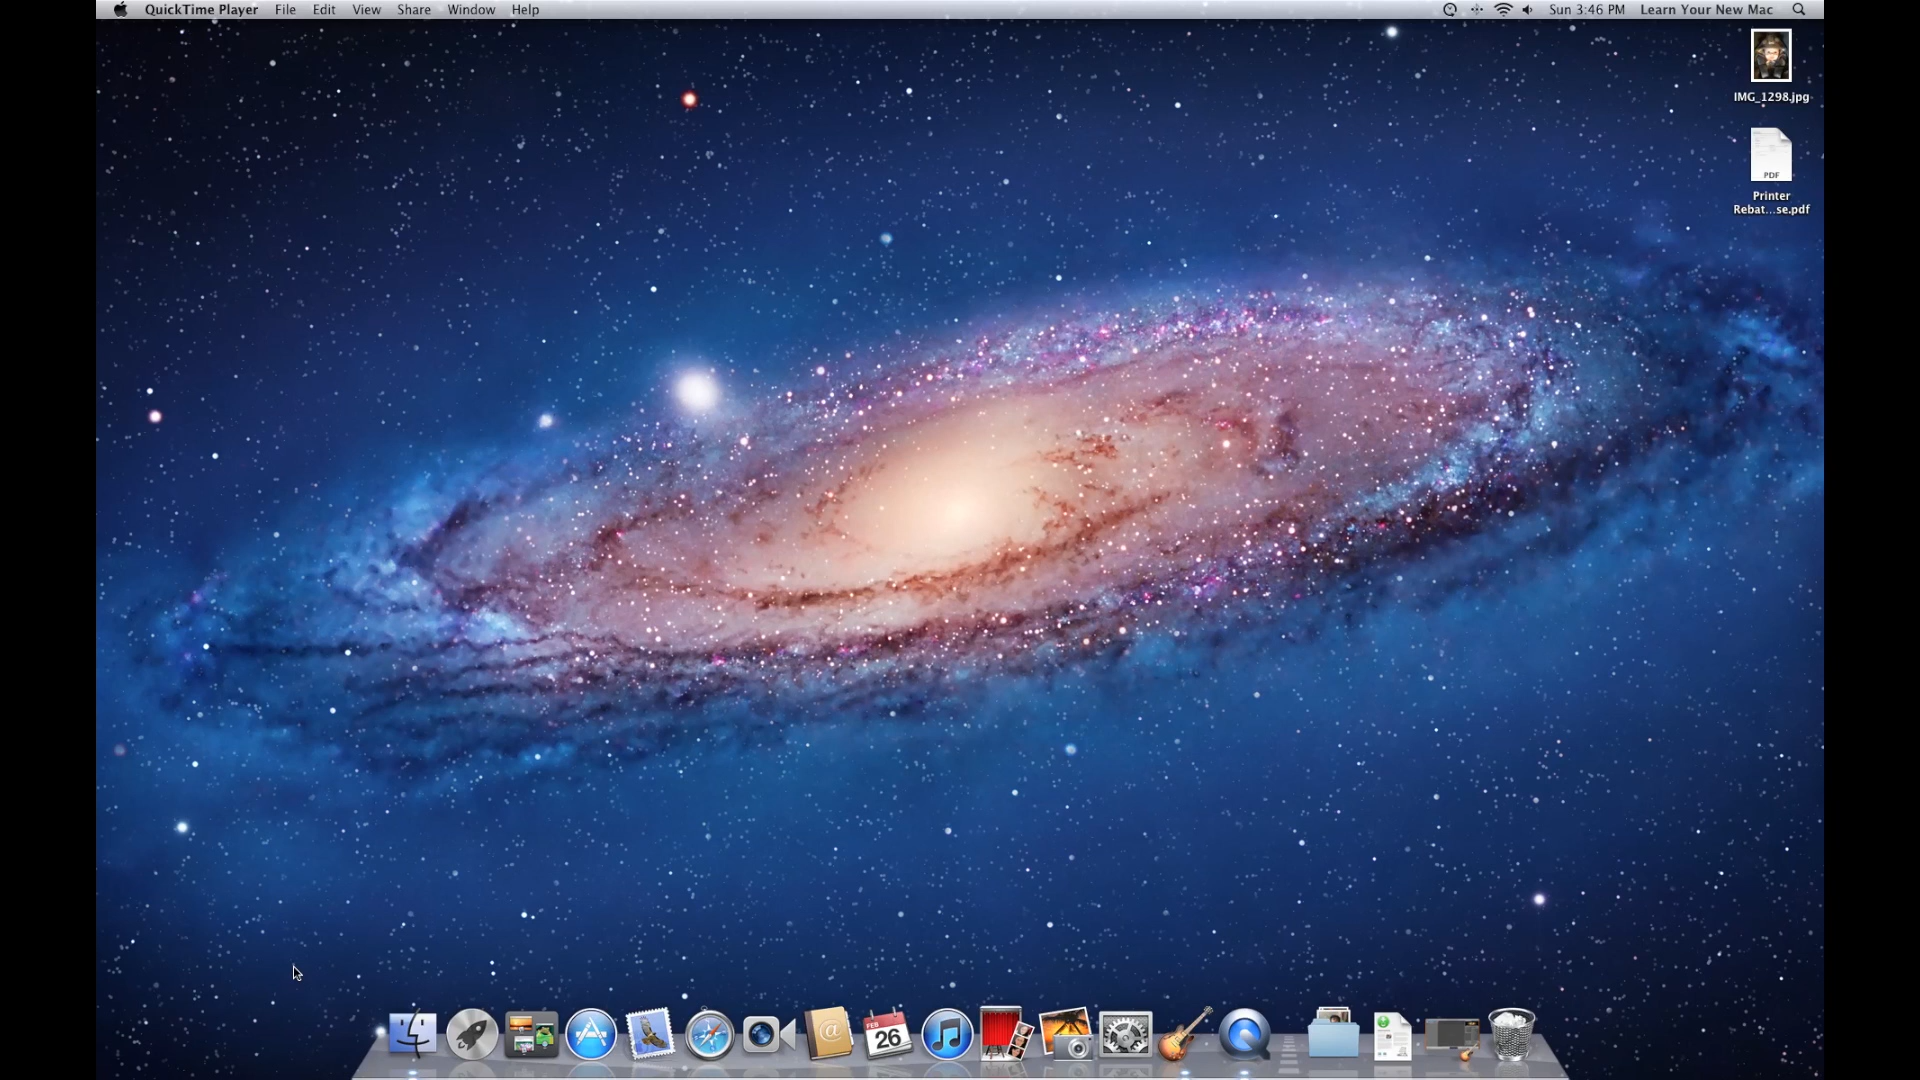 QuickTime Player File Edit View Share Window Help Sun 3:46 PM Learn Your New Mac
IMG_1298.jpg
PDF
Printer
Rebat...se.pdf
FEB
26